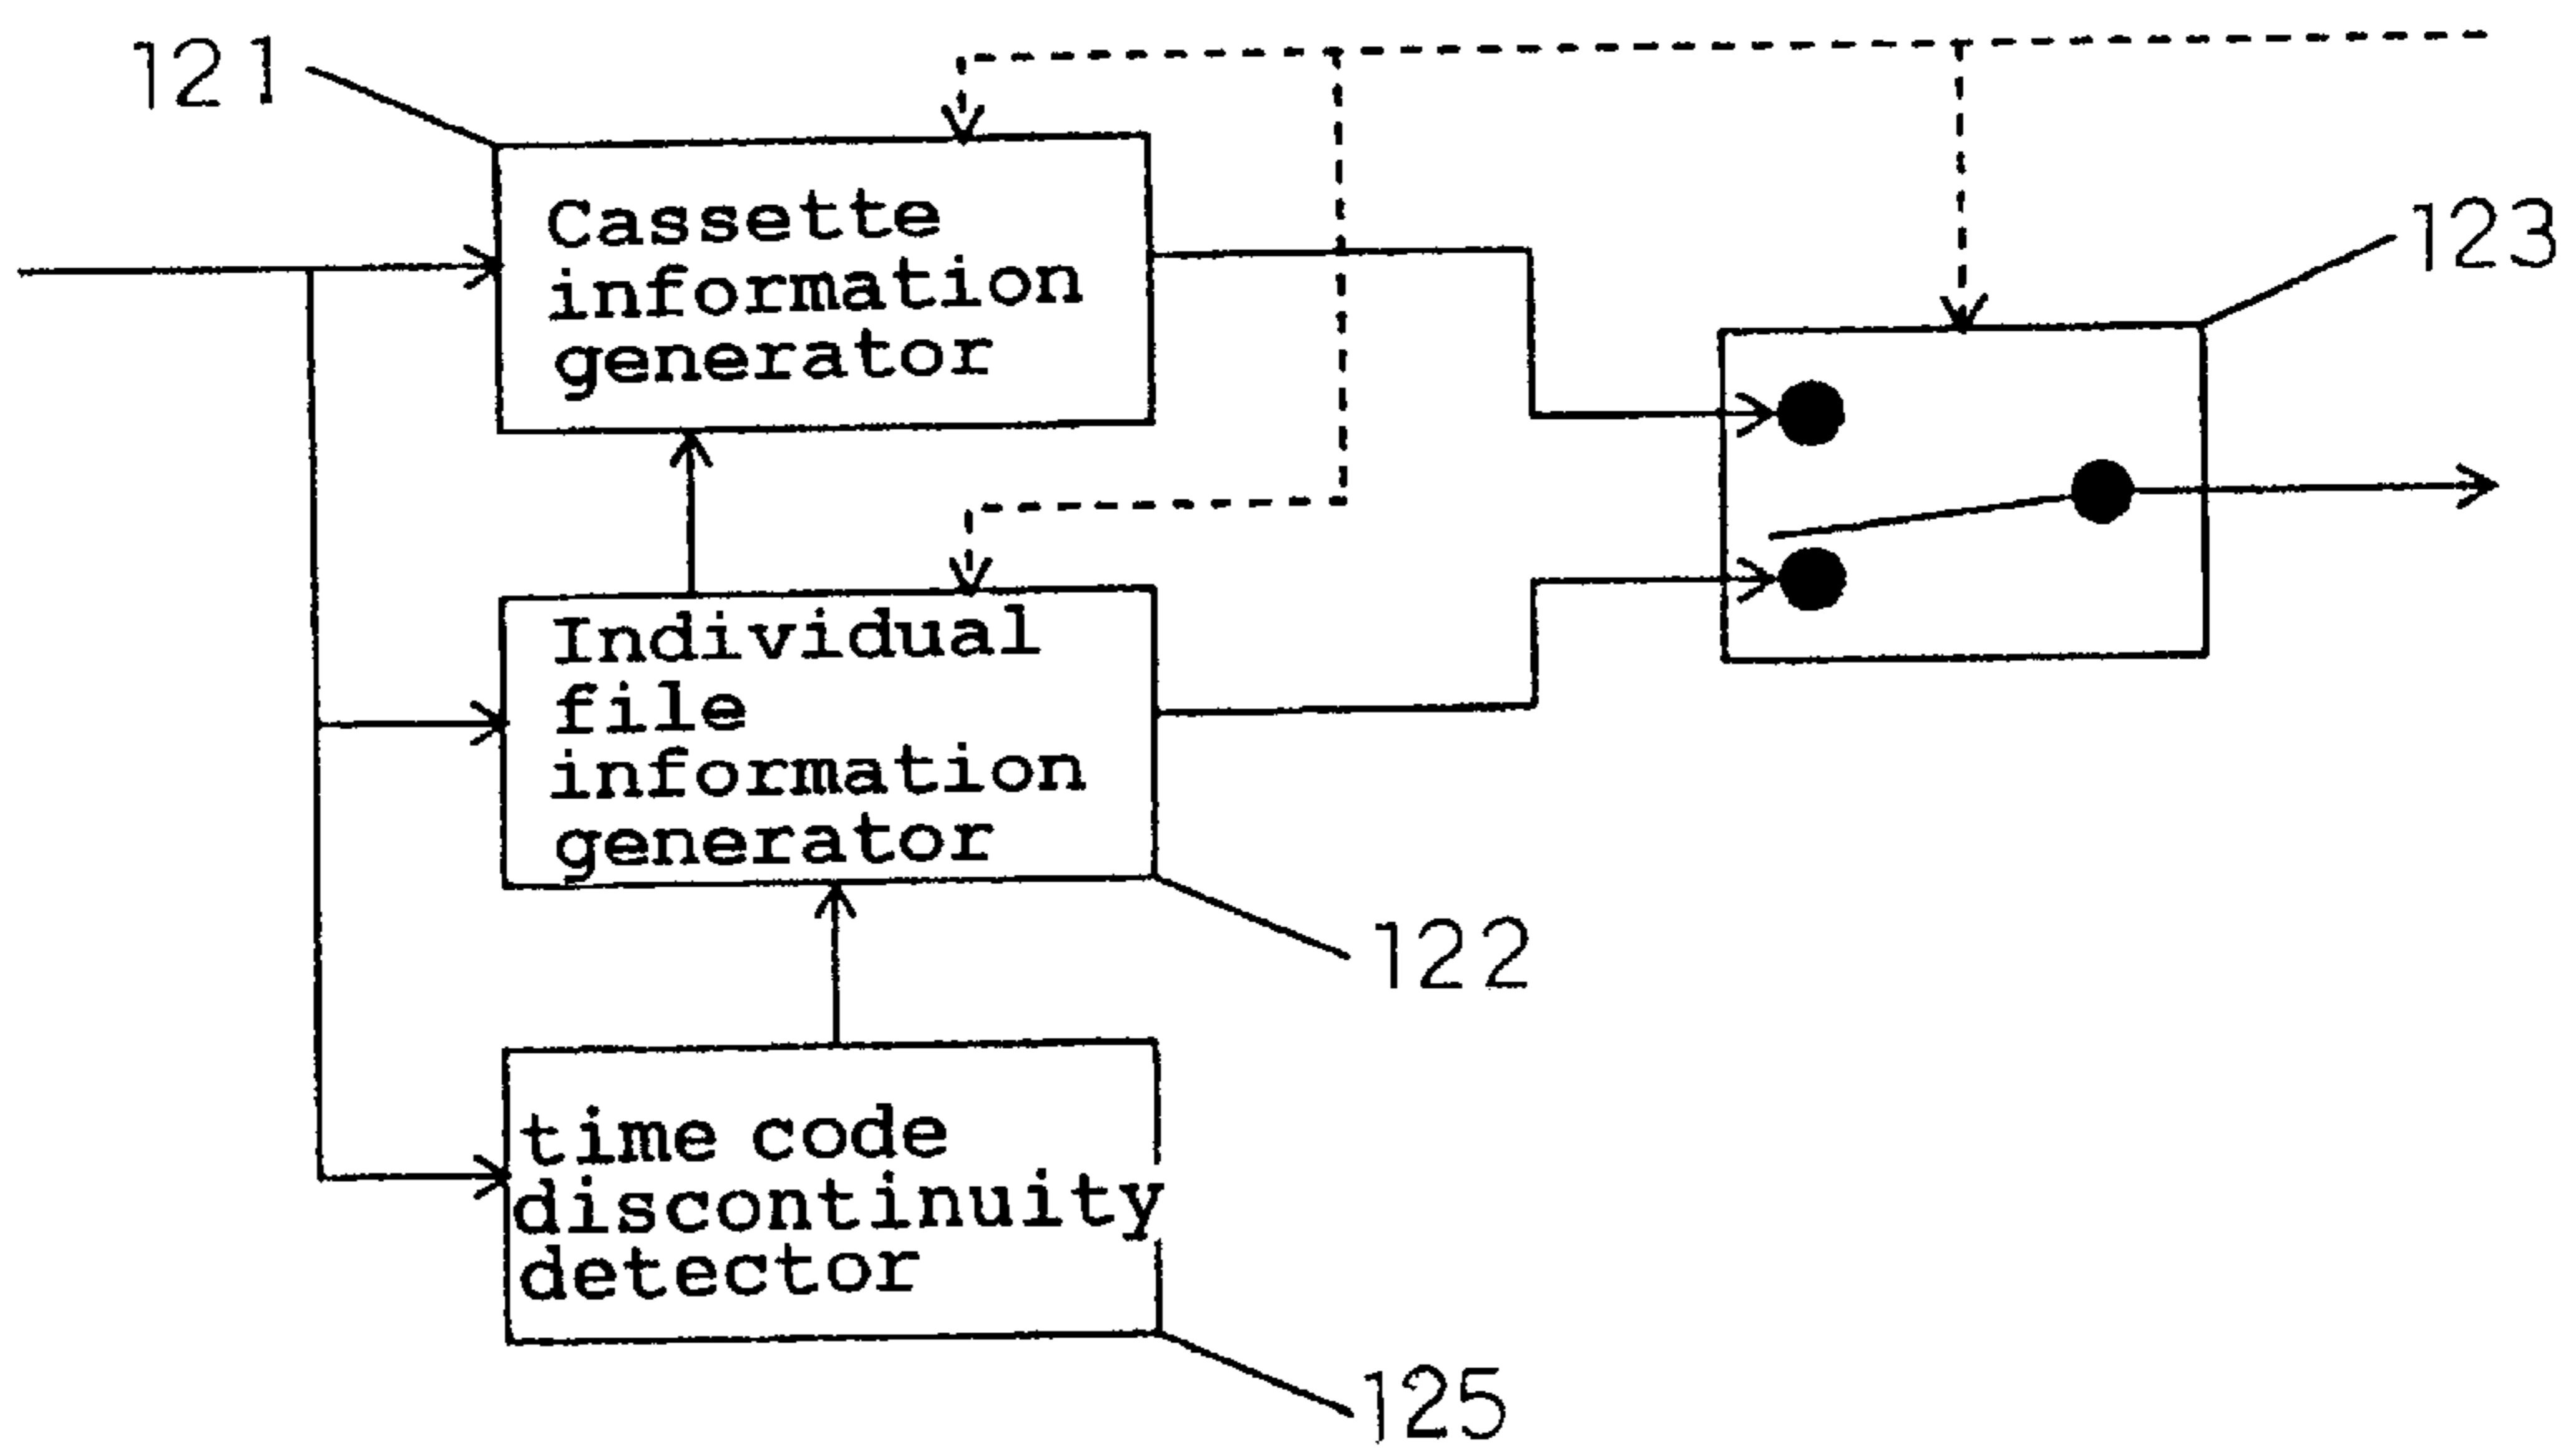 121
Cassette
information
generator
123
Individual
file
information
generator
122
time code
discontinuity
detector
125